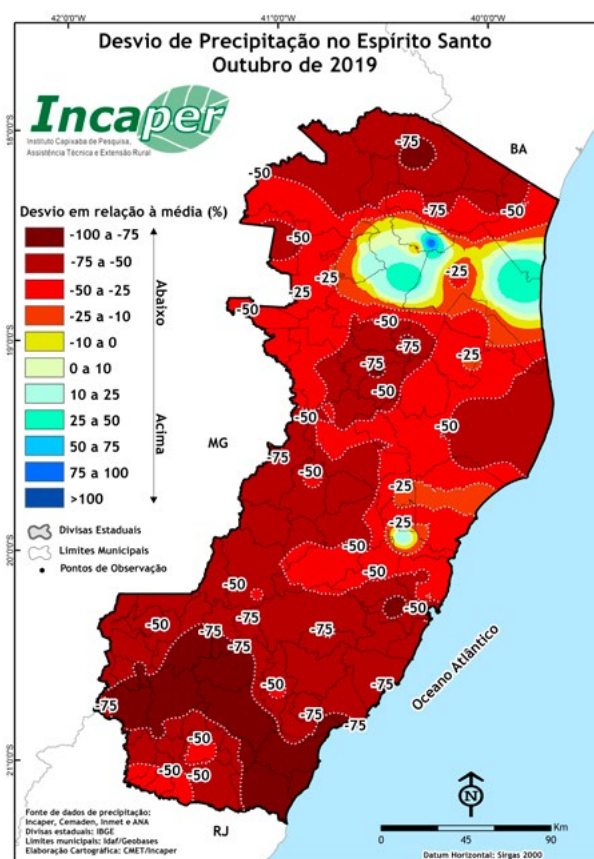 42°0'0"W
41°0'0"W
40°0'0"W
Desvio de Precipitação no Espírito Santo
Outubro de 2019
Incaper
Instituto Capixaba de Pesquisa,
Assistência Técnica e Extensão Rural
18°0'0"S
19°0'0"S
20°0'0"S
21°0'0"S
Desvio em relação à média (%)
-100 a -75
-75 a -50
-50 a -25
-25 a -10
-10 a 0
0 a 10
10 a 25
25 a 50
50 a 75
75 a 100
>100
Abaixo
Acima
Divisas Estaduais
Limites Municipais
Pontos de Observação
BA
MG
RJ
Oceano Atlântico
-75
-50
-75
-50
-50
-25
-25
-25
-50
-50
-75
-25
-50
-50
-50
-75
-50
-25
-25
-50
-50
-50
-50
-75
-50
-75
-75
-75
-50
-50
-75
-75
-75
-50
-50
-50
Fonte de dados de precipitação:
Incaper, Cemaden, Inmet e ANA
Divisas estaduais: IBGE
Limites municipais: Idaf/Geobases
Elaboração Cartográfica: CMET/Incaper
N
Km
0
45
90
Datum Horizontal: Sirgas 2000